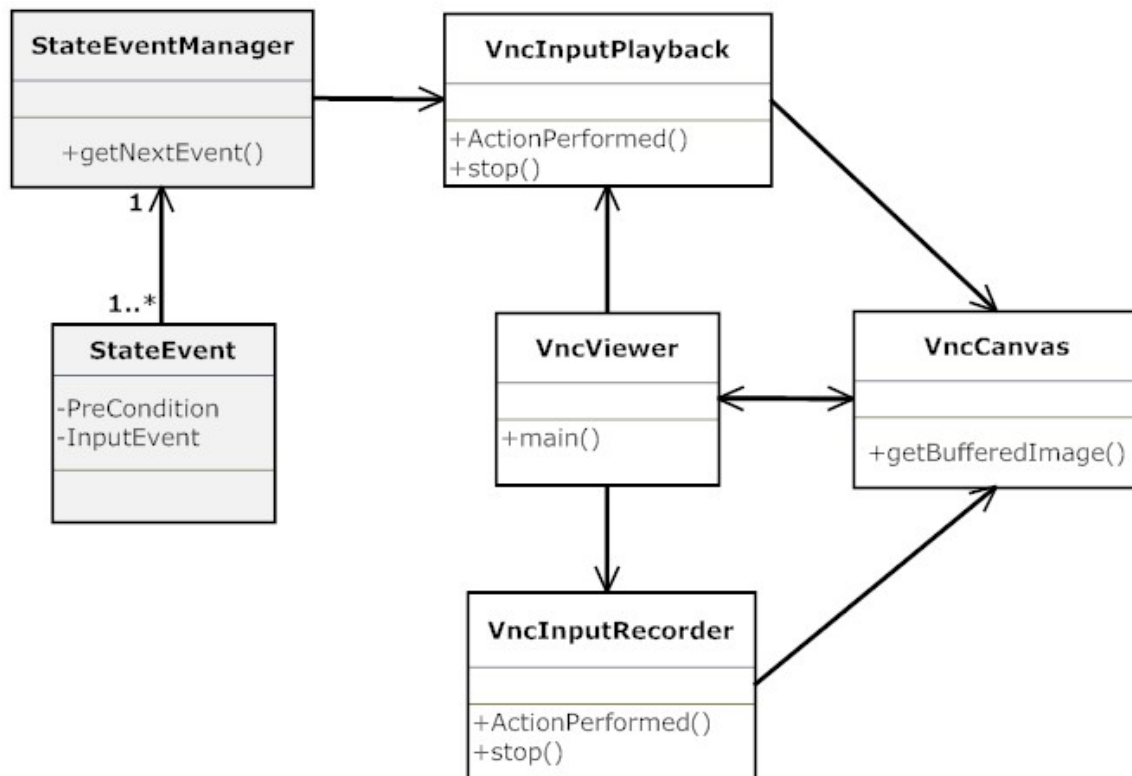 StateEventManager
+getNextEvent()
VncInputPlayback
+ActionPerformed()
+stop()
1
1..*
StateEvent
-PreCondition
-InputEvent
VncViewer
+main()
VncCanvas
+getBufferedImage()
VncInputRecorder
+ActionPerformed()
+stop()